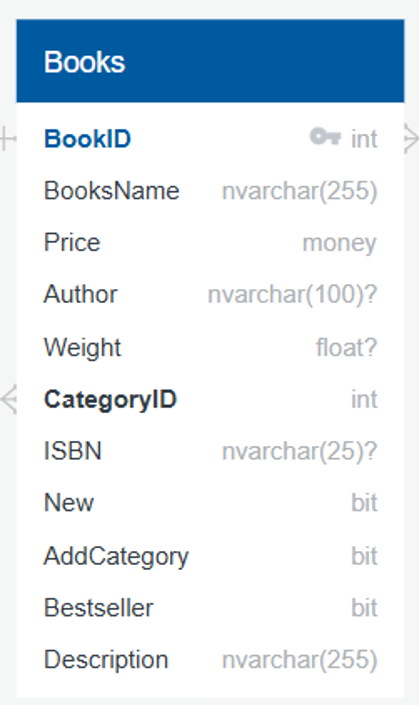 Books
BookID int
BooksName nvarchar(255)
Price money
Author nvarchar(100)?
Weight float?
CategoryID int
ISBN nvarchar(25)?
New bit
AddCategory bit
Bestseller bit
Description nvarchar(255)